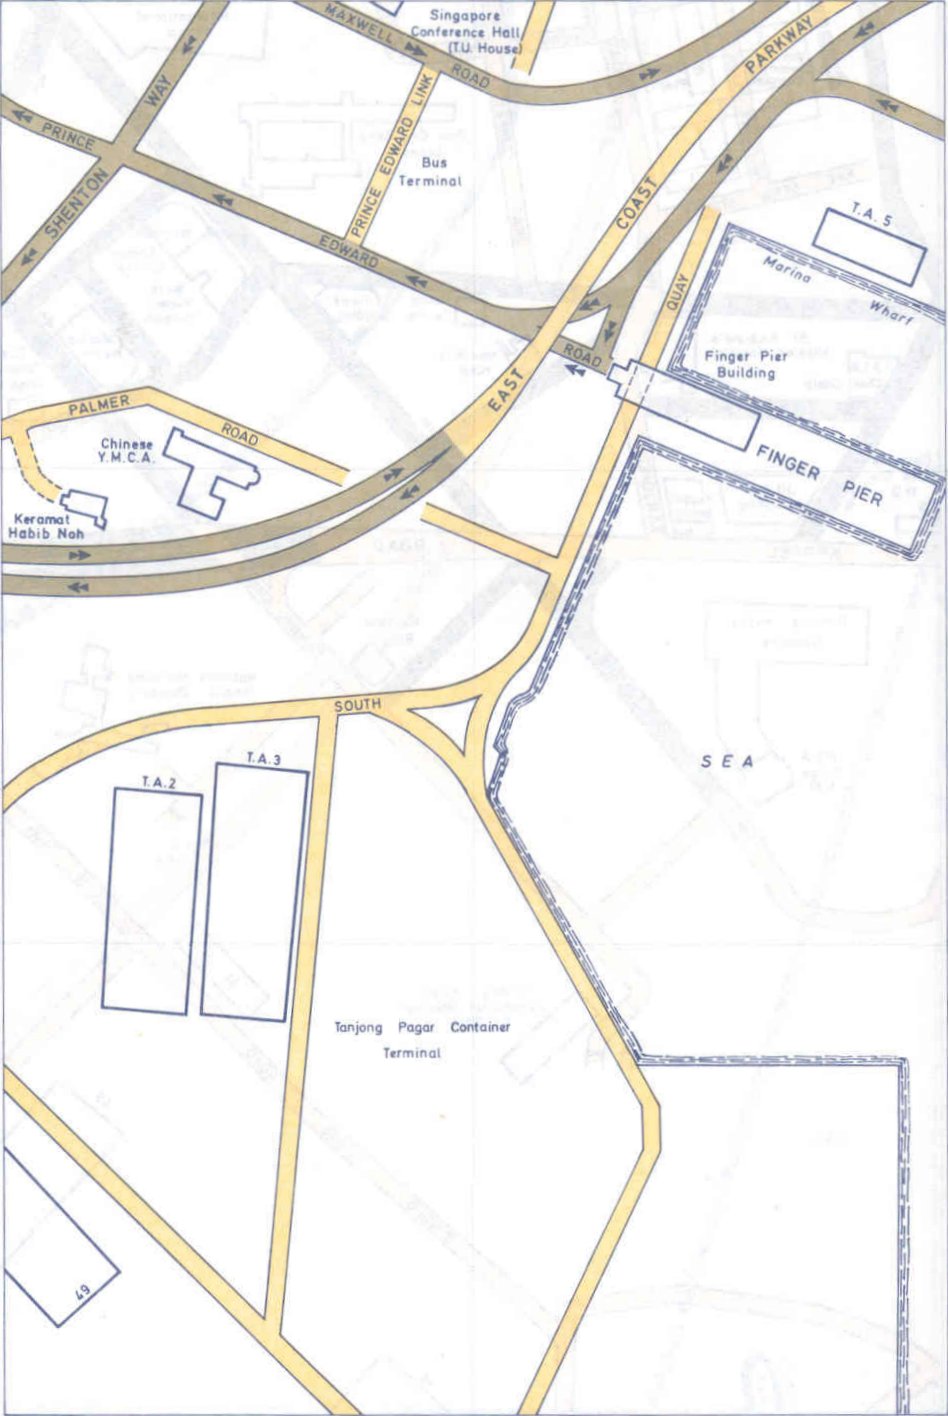 MAXWELL ROAD
Singapore
Conference Hall
(T.U. House)
EAST COAST PARKWAY
SHENTON WAY
PRINCE EDWARD ROAD
PRINCE EDWARD LINK
Bus
Terminal
T.A. 5
Marina Wharf
SOUTH QUAY
Finger Pier
Building
FINGER PIER
PALMER ROAD
Chinese
Y.M.C.A.
Keramat
Habib Noh
SEA
T.A.2
T.A.3
Tanjong Pagar Container
Terminal
49